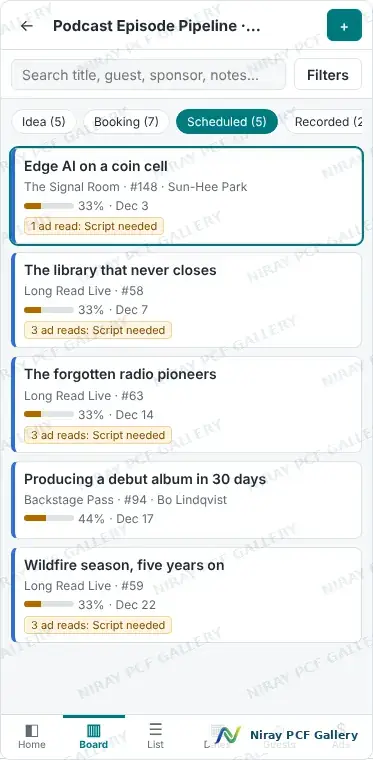 ← Podcast Episode Pipeline ·...
+
Search title, guest, sponsor, notes...
Filters
Idea (5)
Booking (7)
Scheduled (5)
Recorded (2
Edge AI on a coin cell
The Signal Room · #148 · Sun-Hee Park
33% · Dec 3
1 ad read: Script needed
The library that never closes
Long Read Live · #58
33% · Dec 7
3 ad reads: Script needed
The forgotten radio pioneers
Long Read Live · #63
33% · Dec 14
3 ad reads: Script needed
Producing a debut album in 30 days
Backstage Pass · #94 · Bo Lindqvist
44% · Dec 17
Wildfire season, five years on
Long Read Live · #59
33% · Dec 22
3 ad reads: Script needed
NIRAY PCF GALLERY
Home
Board
List
Guests
Ads
Niray PCF Gallery